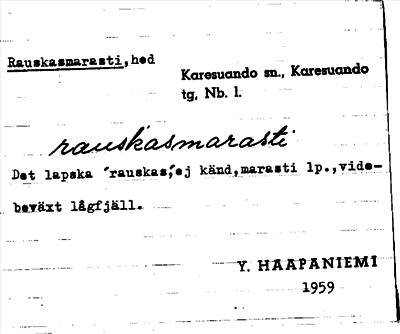 Rauskasmarasti, hed
Karesuando sn., Karesuando
tg, Nb. l.
rauskasmarasti
Det lapska ´rauskas,´ej känd,marasti lp.,vide-
beväxt lågfjäll.
Y. HAAPANIEMI
1959